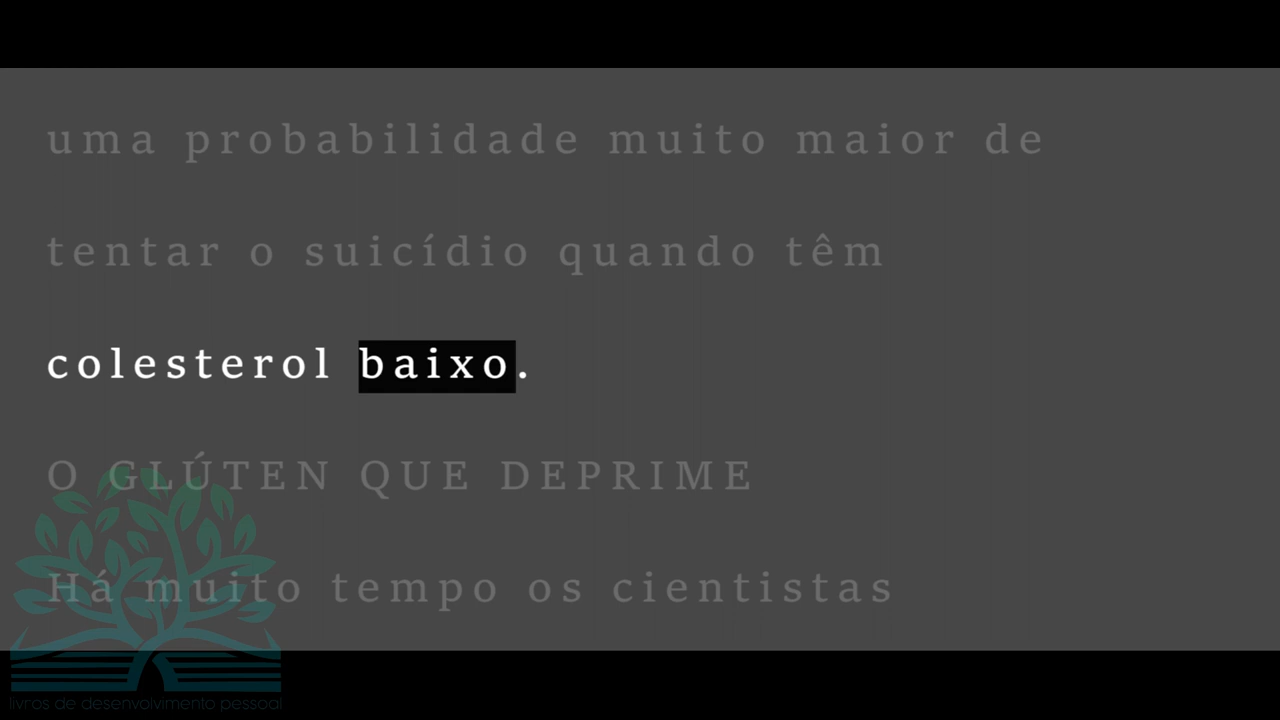 uma probabilidade muito maior de
tentar o suicídio quando têm
colesterol baixo.
O GLÚTEN QUE DEPRIME
Há muito tempo os cientistas
livros de desenvolvimento pessoal